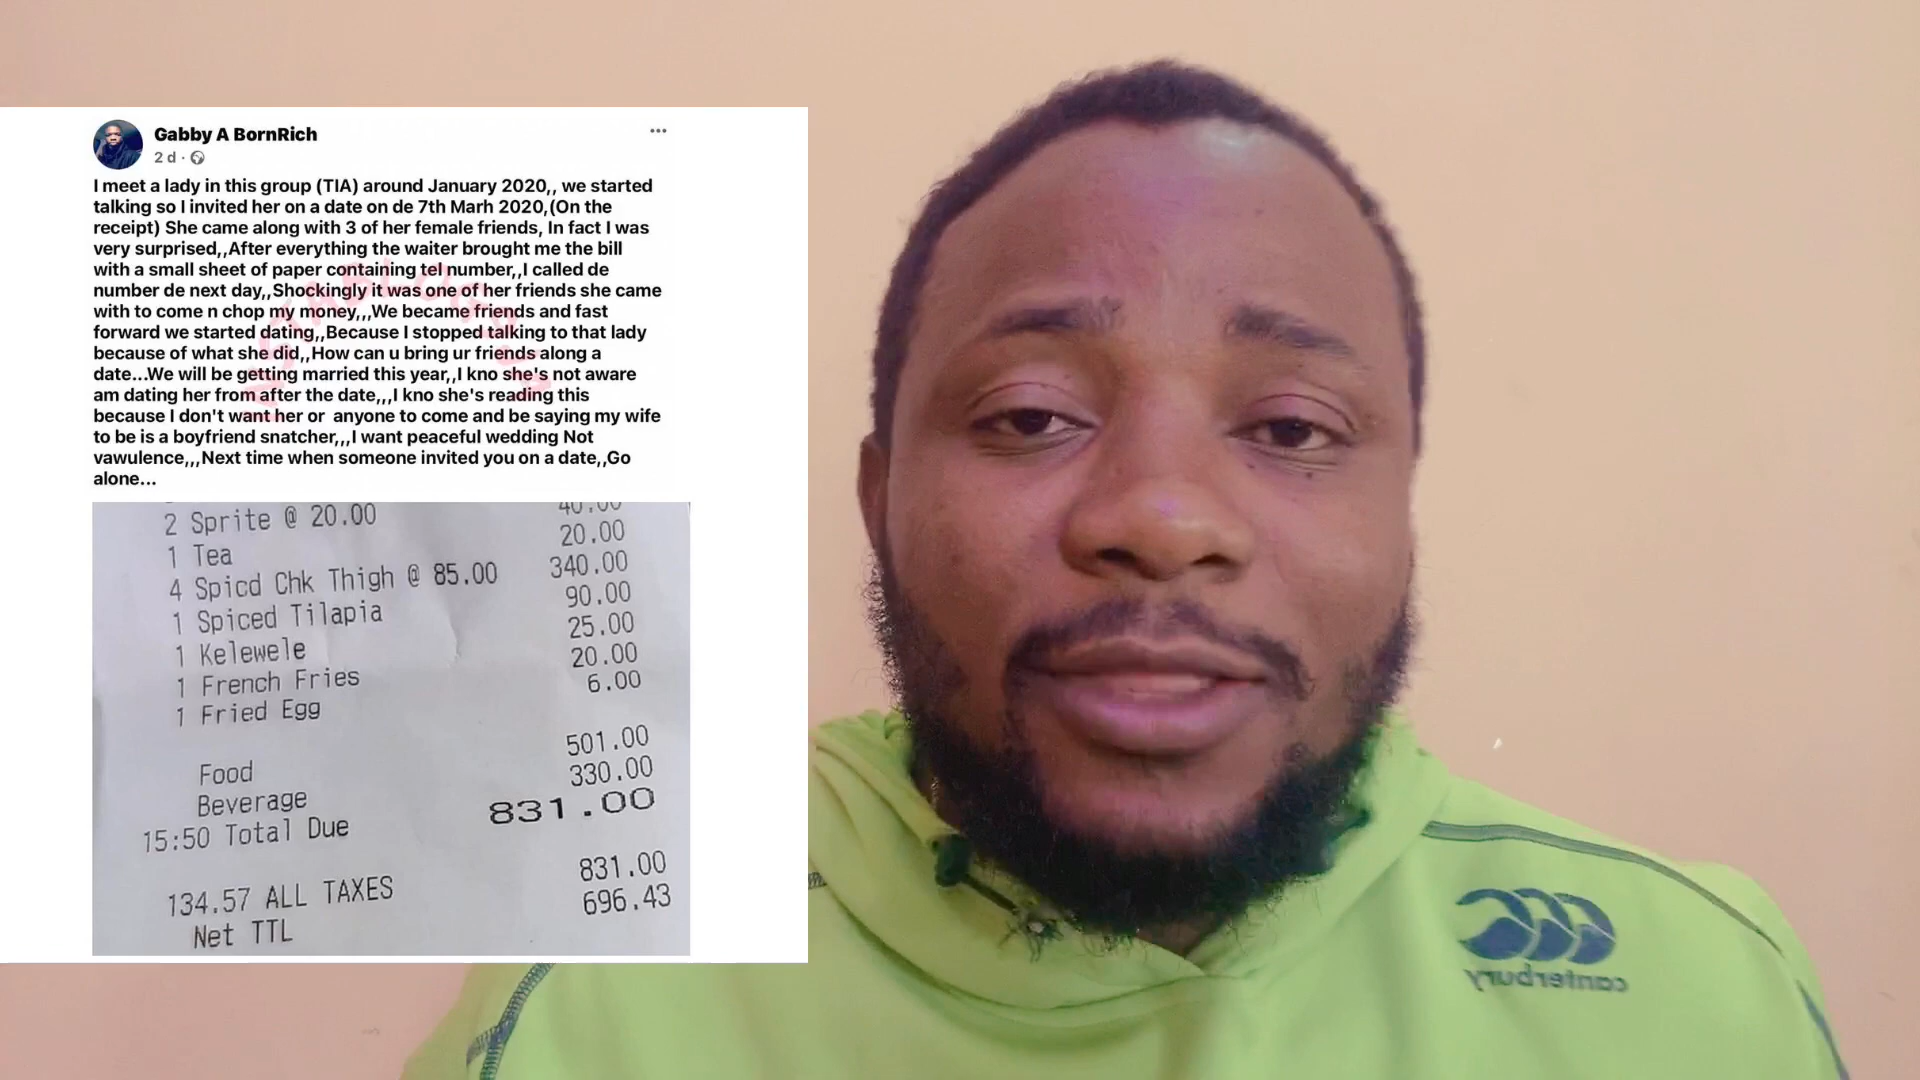 Gabby A BornRich
2 d ·
I meet a lady in this group (TIA) around January 2020,, we started
talking so I invited her on a date on de 7th Marh 2020,(On the
receipt) She came along with 3 of her female friends, In fact I was
very surprised,,After everything the waiter brought me the bill
with a small sheet of paper containing tel number,,I called de
number de next day,,Shockingly it was one of her friends she came
with to come n chop my money,,,We became friends and fast
forward we started dating,,Because I stopped talking to that lady
because of what she did,,How can u bring ur friends along a
date...We will be getting married this year,,I kno she's not aware
am dating her from after the date,,,I kno she's reading this
because I don't want her or anyone to come and be saying my wife
to be is a boyfriend snatcher,,,I want peaceful wedding Not
vawulence,,,Next time when someone invited you on a date,,Go
alone...
2 Sprite @ 20.00 40.00
1 Tea 20.00
4 Spicd Chk Thigh @ 85.00 340.00
1 Spiced Tilapia 90.00
1 Kelewele 25.00
1 French Fries 20.00
1 Fried Egg 6.00
Food 501.00
Beverage 330.00
15:50 Total Due 831.00
831.00
134.57 ALL TAXES 696.43
Net TTL
canterbury